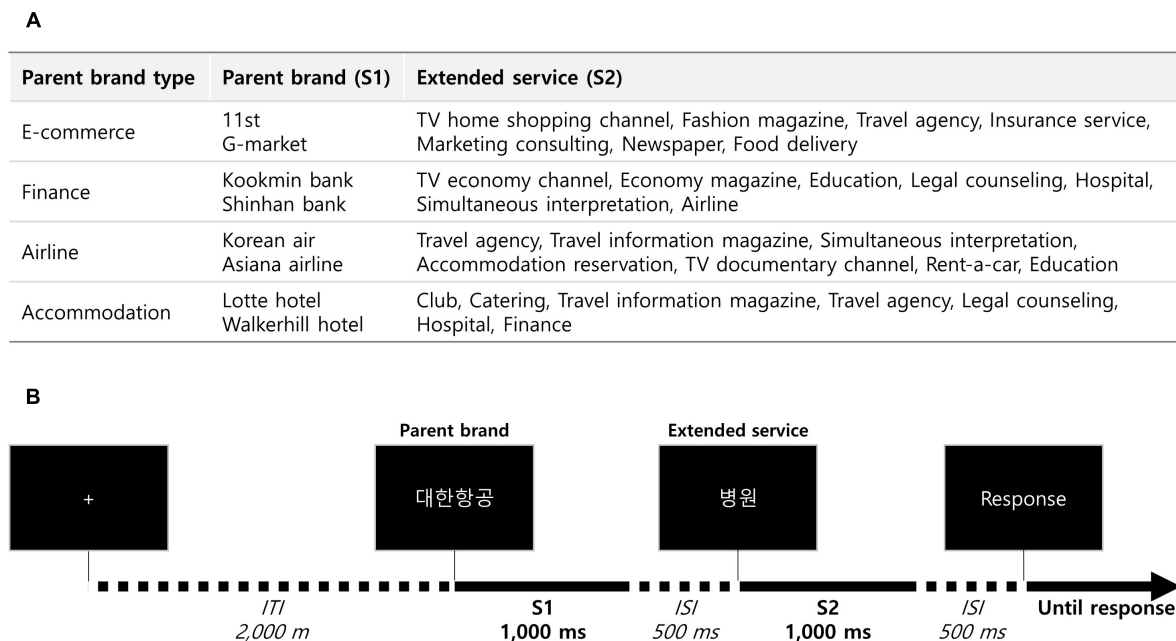 A
Parent brand type Parent brand (S1) Extended service (S2)
E-commerce
11st
G-market
TV home shopping channel, Fashion magazine, Travel agency, Insurance service,
Marketing consulting, Newspaper, Food delivery
Finance
Kookmin bank
Shinhan bank
TV economy channel, Economy magazine, Education, Legal counseling, Hospital,
Simultaneous interpretation, Airline
Airline
Korean air
Asiana airline
Travel agency, Travel information magazine, Simultaneous interpretation,
Accommodation reservation, TV documentary channel, Rent-a-car, Education
Accommodation
Lotte hotel
Walkerhill hotel
Club, Catering, Travel information magazine, Travel agency, Legal counseling,
Hospital, Finance
B
Parent brand Extended service
+ 대한항공 병원 Response
ITI S1 ISI S2 ISI Until response
2,000 m 1,000 ms 500 ms 1,000 ms 500 ms